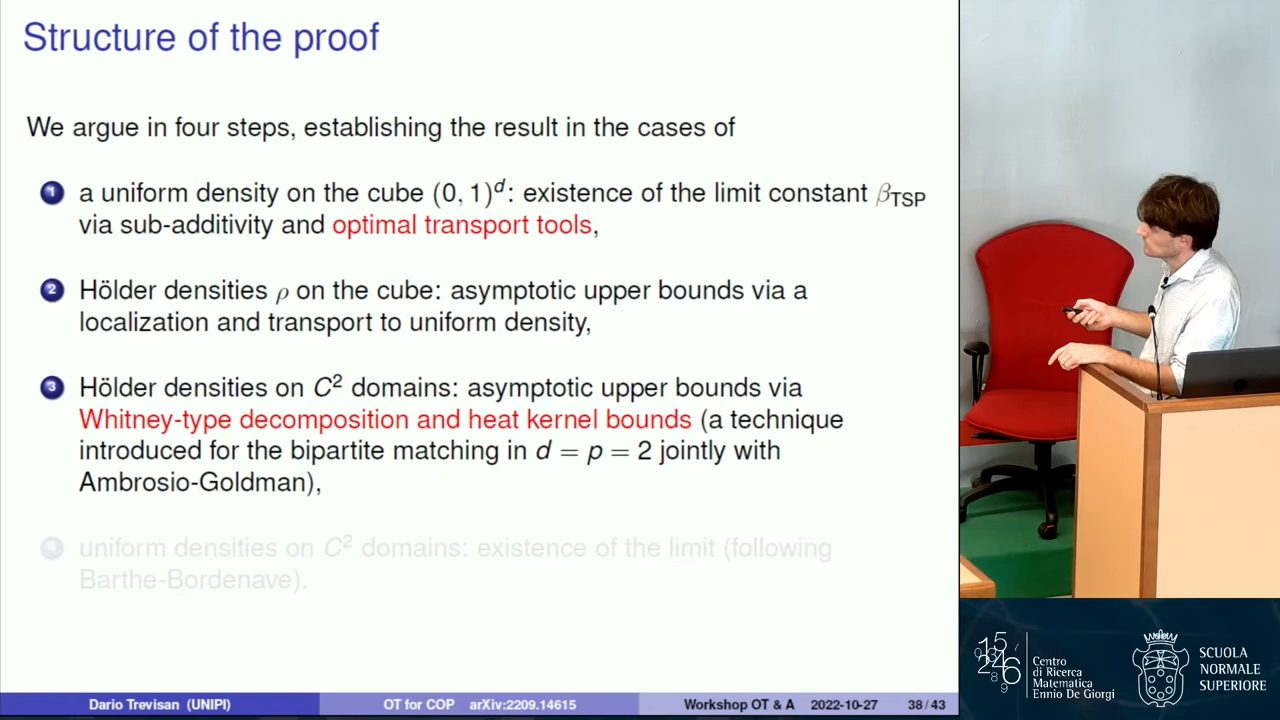 Structure of the proof
We argue in four steps, establishing the result in the cases of
1 a uniform density on the cube (0, 1)^d: existence of the limit constant β_TSP
via sub-additivity and optimal transport tools,
2 Hölder densities ρ on the cube: asymptotic upper bounds via a
localization and transport to uniform density,
3 Hölder densities on C² domains: asymptotic upper bounds via
Whitney-type decomposition and heat kernel bounds (a technique
introduced for the bipartite matching in d = p = 2 jointly with
Ambrosio-Goldman),
4 uniform densities on C² domains: existence of the limit (following
Barthe-Bordenave).
Dario Trevisan (UNIPI) OT for COP arXiv:2209.14615 Workshop OT & A 2022-10-27 38 / 43
Centro
di Ricerca
Matematica
Ennio De Giorgi
SCUOLA
NORMALE
SUPERIORE